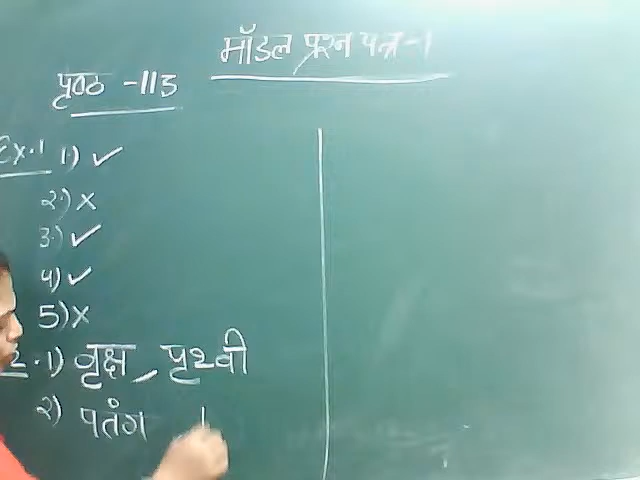 मॉडल प्रश्न पत्र-1
पृष्ठ -113
Ex.1 1) ✓
2) x
3) ✓
4) ✓
5) x
2.1) वृक्ष, पृथ्वी
2) पतंग